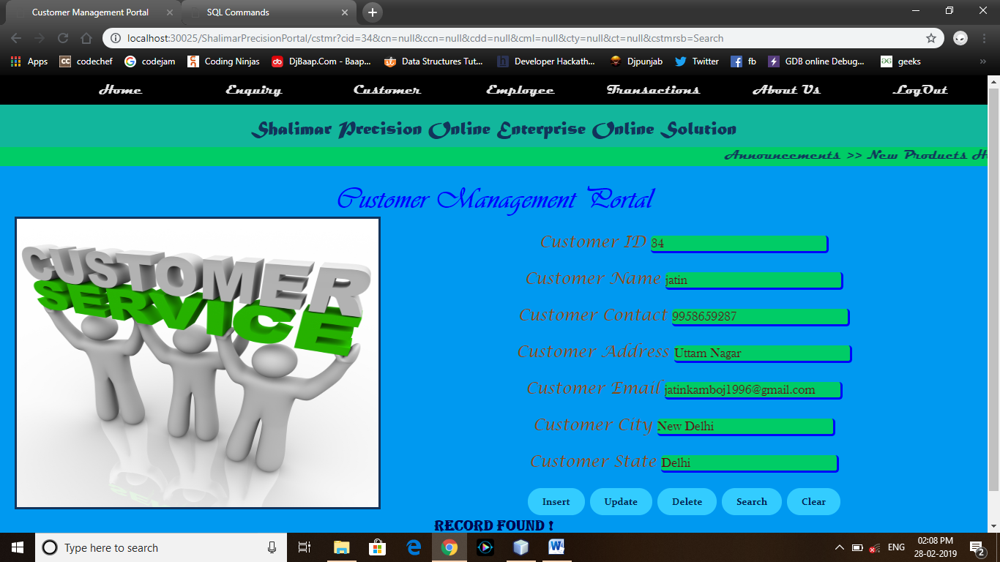 Customer Management Portal
SQL Commands
localhost:30025/ShalimarPrecisionPortal/cstmr?cid=34&cn=null&ccn=null&cdd=null&cml=null&cty=null&ct=null&cstmrsb=Search
Apps cc codechef codejam Coding Ninjas DjBaap.Com - Baap... Data Structures Tut... Developer Hackath... Djpunjab Twitter fb GDB online Debug... geeks »
Home Enquiry Customer Employee Transactions About Us LogOut
Shalimar Precision Online Enterprise Online Solution
Announcements >> New Products H
Customer Management Portal
CUSTOMER
SERVICE
Customer ID 34
Customer Name jatin
Customer Contact 9958659287
Customer Address Uttam Nagar
Customer Email jatinkamboj1996@gmail.com
Customer City New Delhi
Customer State Delhi
Insert Update Delete Search Clear
RECORD FOUND !
Type here to search
ENG
02:08 PM
28-02-2019
2